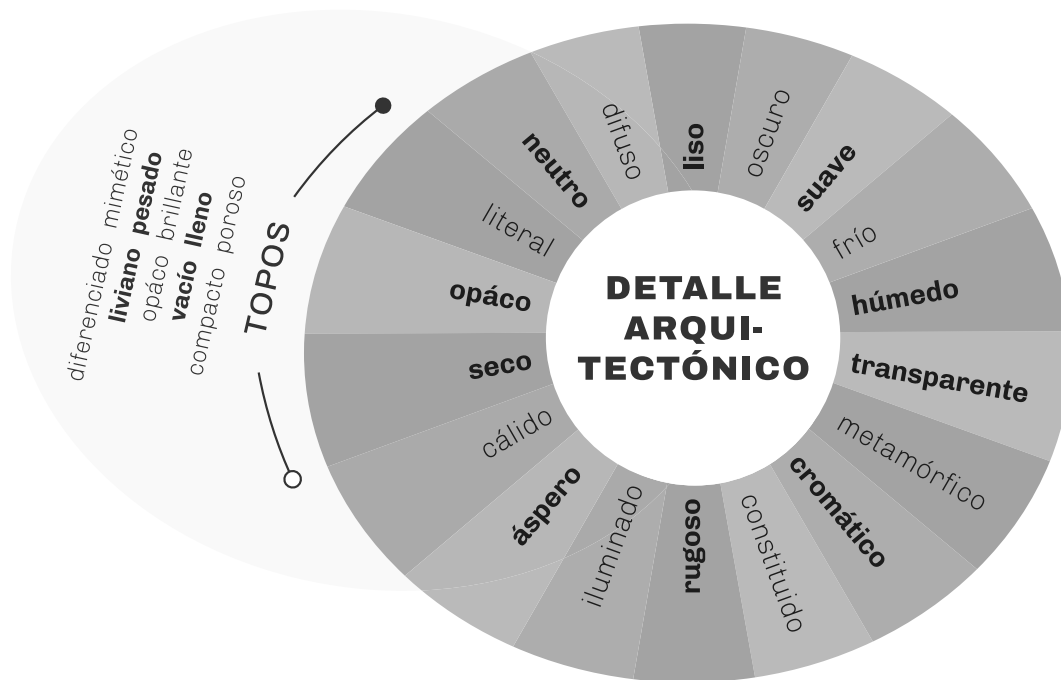 diferenciado mimético
liviano pesado
opáco brillante
vacío lleno
compacto poroso
TOPOS
DETALLE
ARQUI-
TECTÓNICO
liso
oscuro
suave
frío
húmedo
transparente
metamórfico
cromático
constituido
rugoso
iluminado
áspero
cálido
seco
opáco
literal
neutro
difuso